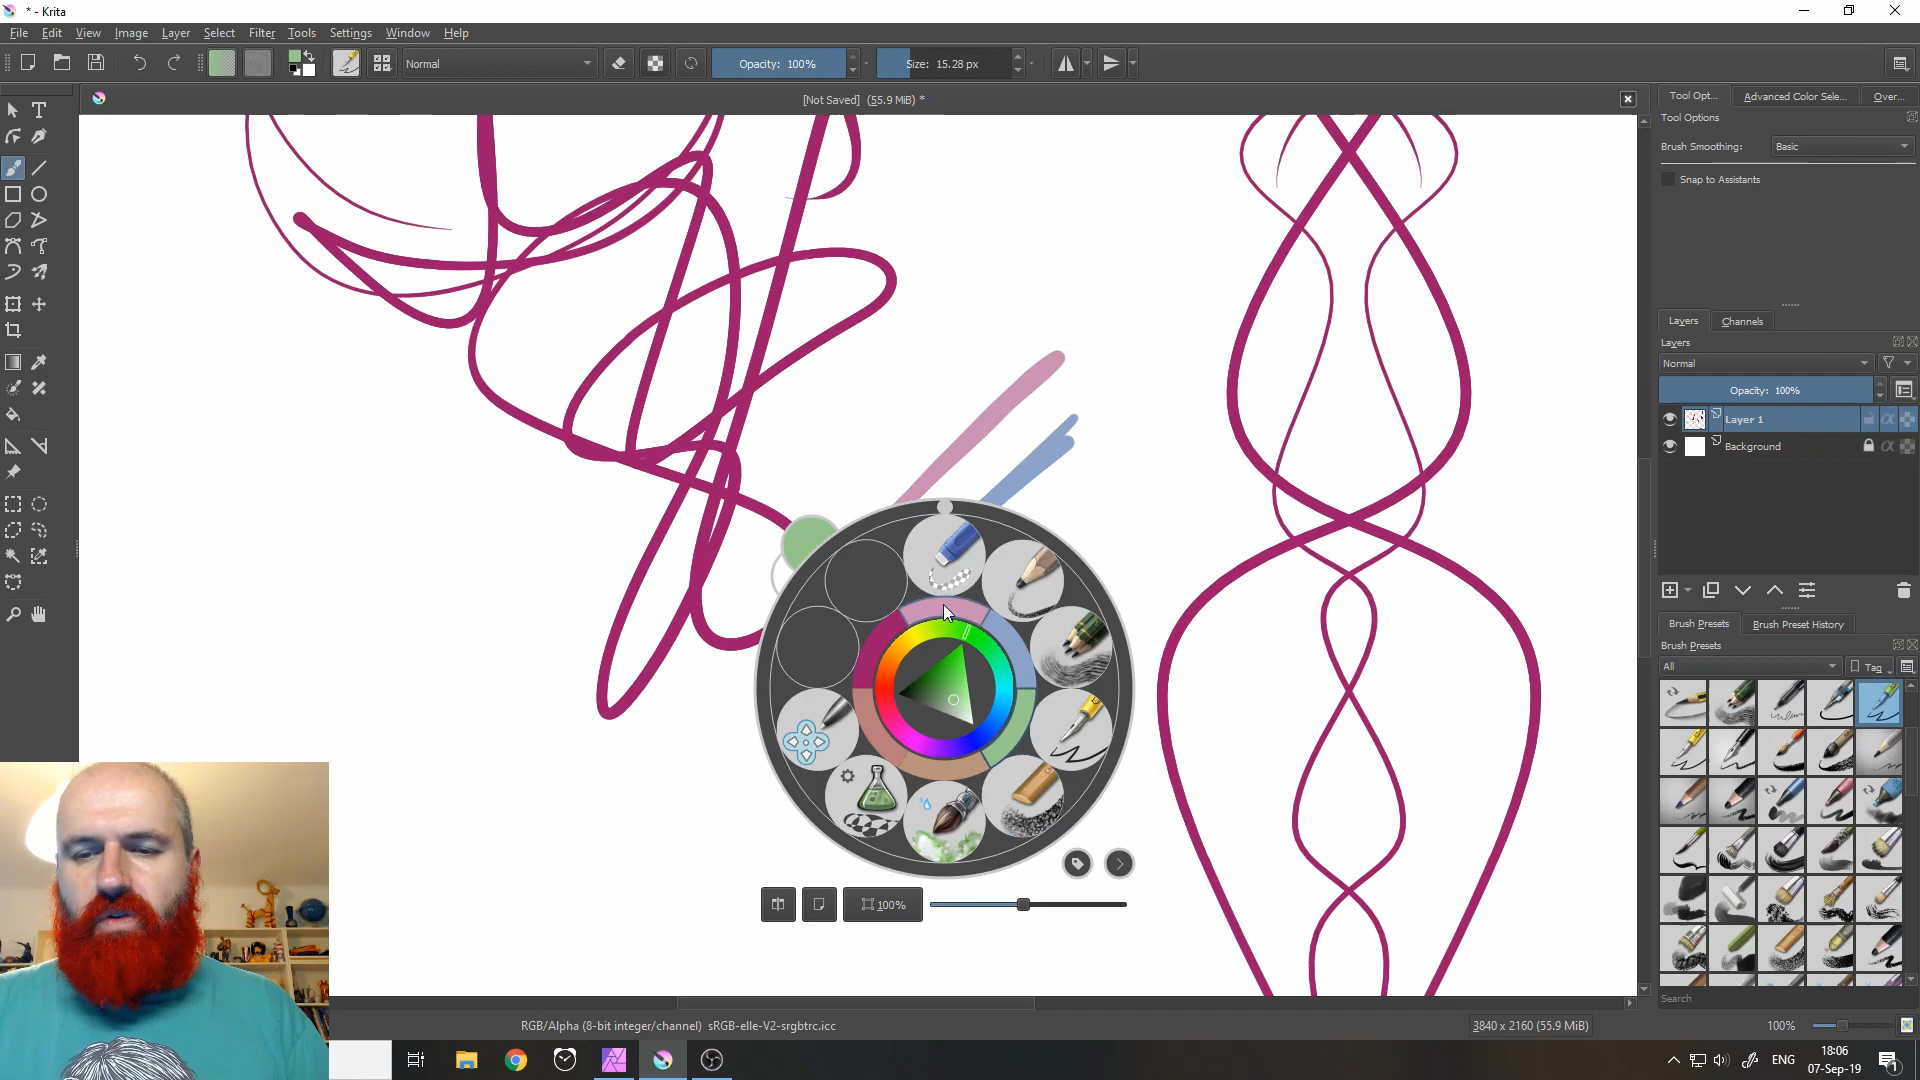 * - Krita
File Edit View Image Layer Select Filter Tools Settings Window Help
Normal
Opacity: 100%
Size: 15.28 px
[Not Saved] (55.9 MiB) *
Tool Opt... Advanced Color Sele... Over...
Tool Options
Brush Smoothing: Basic
Snap to Assistants
Layers Channels
Layers
Normal
Opacity: 100%
Layer 1
Background
Brush Presets Brush Preset History
Brush Presets
All Tag
100%
Search
RGB/Alpha (8-bit integer/channel) sRGB-elle-V2-srgbtrc.icc
3840 x 2160 (55.9 MiB)
100%
ENG
18:06
07-Sep-19
1